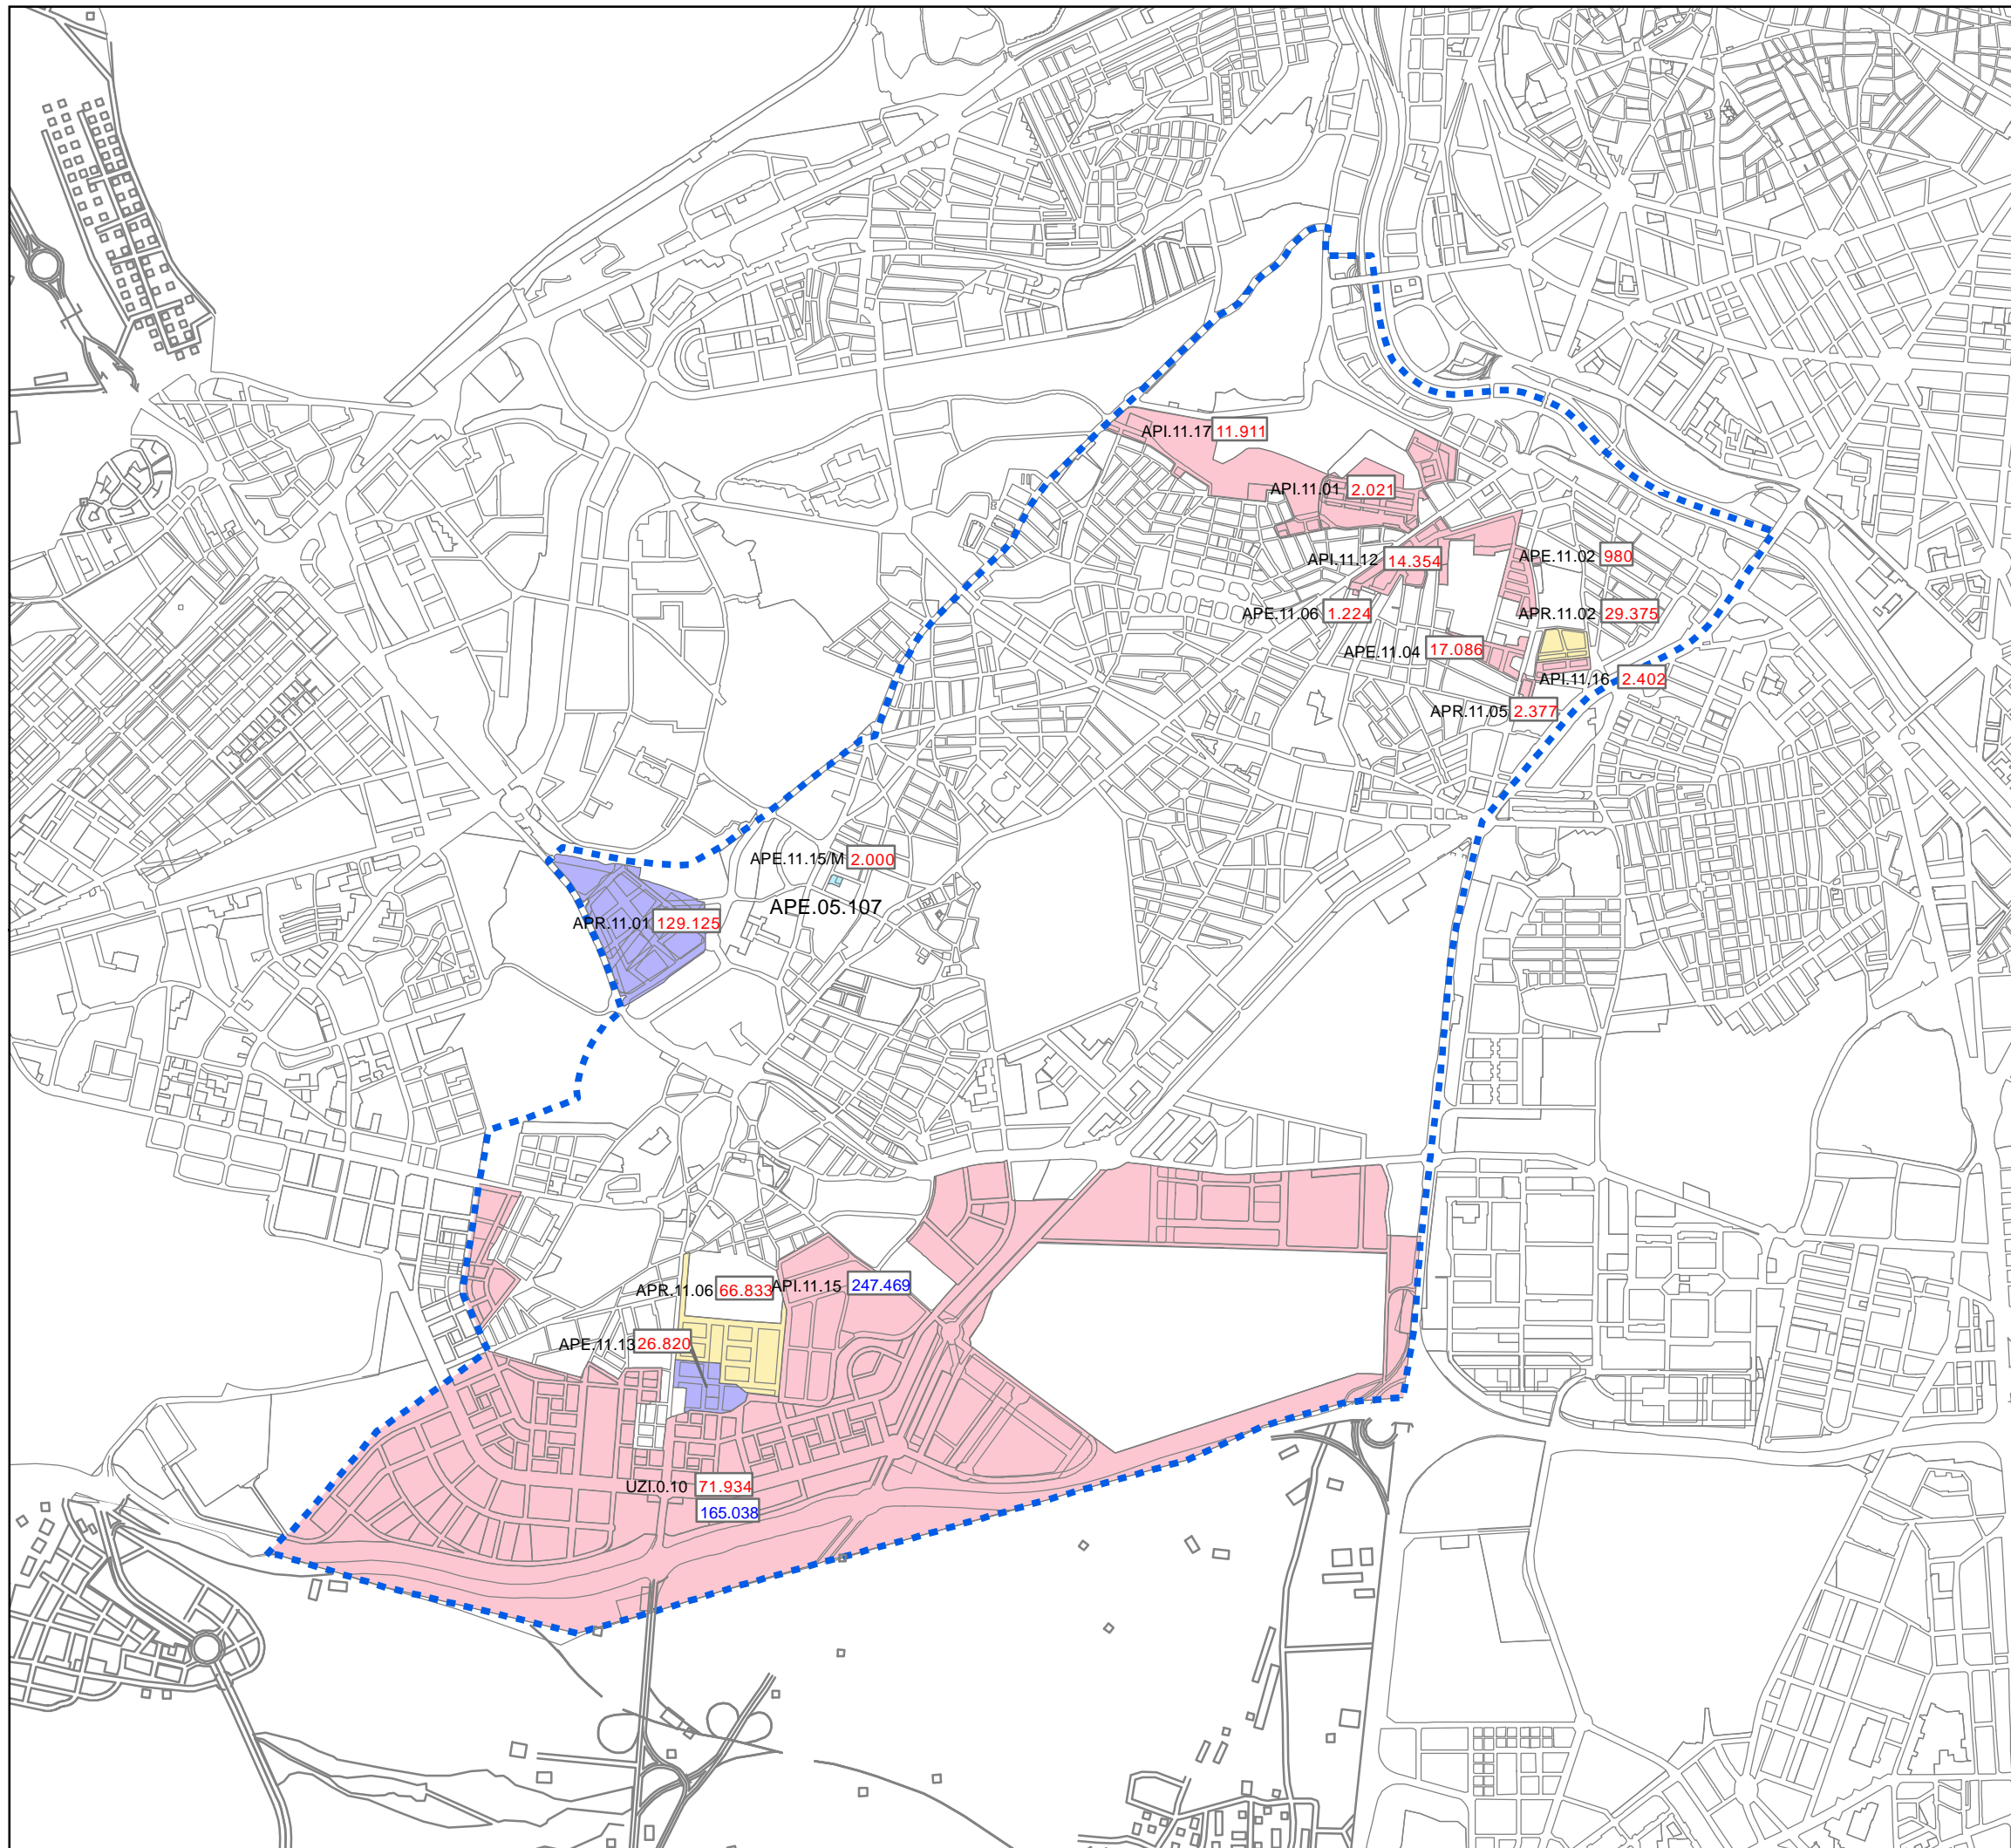 API.11.17 11.911
API.11.01 2.021
API.11.12 14.354
APE.11.02 980
APE.11.06 1.224
APR.11.02 29.375
APE.11.04 17.086
API.11.16 2.402
APR.11.05 2.377
APE.11.15/M 2.000
APE.05.107
APR.11.01 129.125
APR.11.06 66.833
API.11.15 247.469
APE.11.13 26.820
UZI.0.10 71.934
165.038